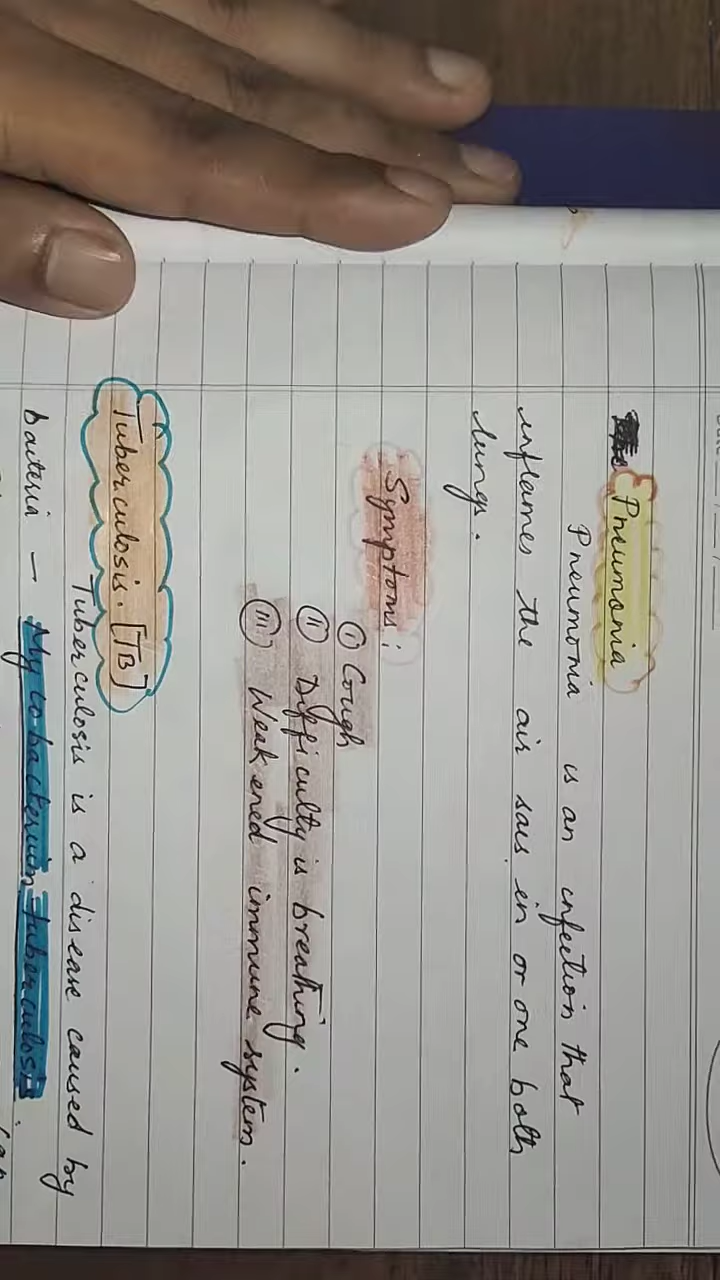 Pneumonia
Pneumonia is an infection that
inflames the air sacs in or one both
lungs.
Symptoms:
(i) Cough
(ii) Difficulty is breathing.
(iii) Weakened immune system.
Tuberculosis. [TB]
Tuberculosis is a disease caused by
bacteria - Mycobacterium tuberculosis.